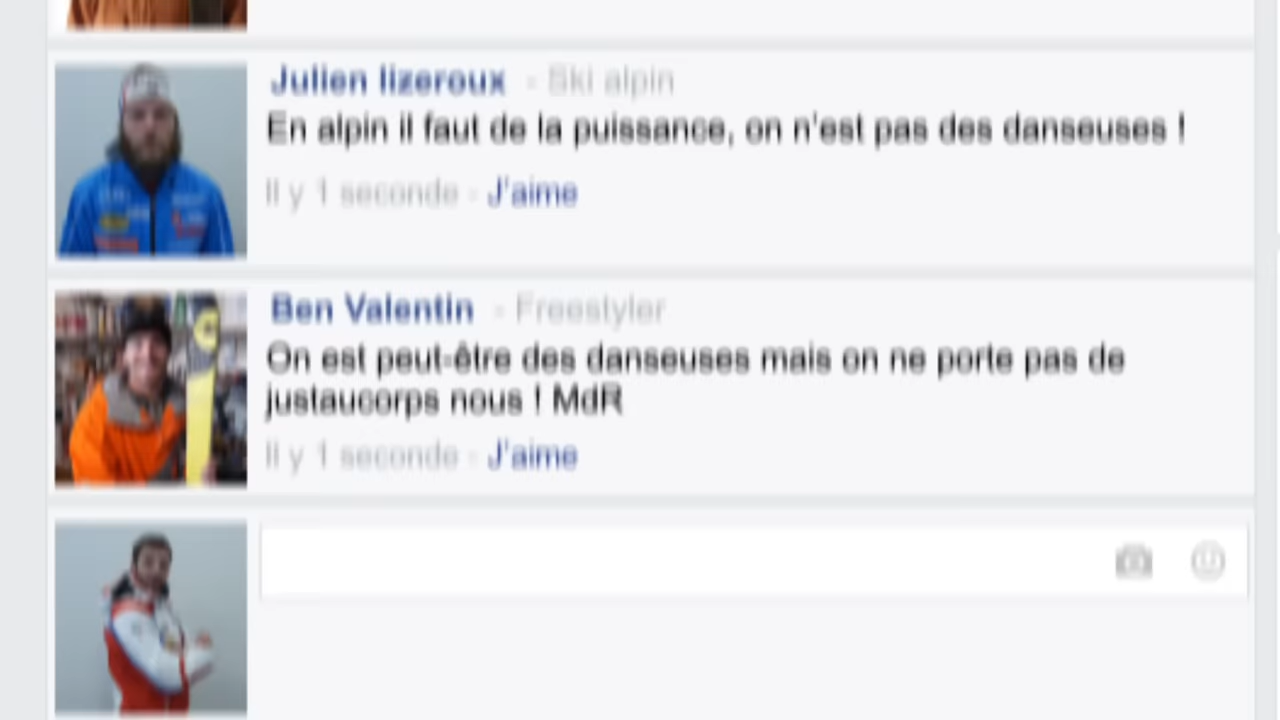 Julien lizeroux - Ski alpin
En alpin il faut de la puissance, on n'est pas des danseuses !
Il y 1 seconde - J'aime
Ben Valentin - Freestyler
On est peut-être des danseuses mais on ne porte pas de
justaucorps nous ! MdR
Il y 1 seconde - J'aime